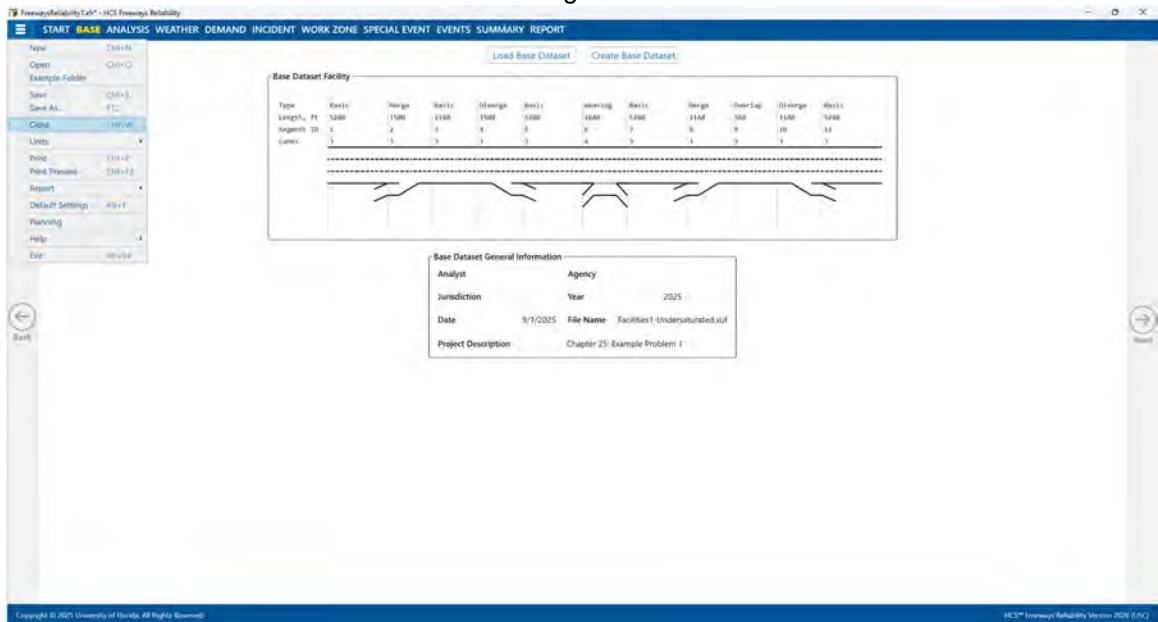 FreewaysReliability1.xrl* - HCS Freeways Reliability
START BASE ANALYSIS WEATHER DEMAND INCIDENT WORK ZONE SPECIAL EVENT EVENTS SUMMARY REPORT
New Ctrl+N
Open Ctrl+O
Example Folder
Save Ctrl+S
Save As... F12
Close Ctrl+W
Units
Print Ctrl+P
Print Preview Ctrl+F2
Report
Default Settings Alt+F
Planning
Help
Exit Alt+F4
Load Base Dataset Create Base Dataset
Base Dataset Facility
Type Basic Merge Basic Diverge Basic Weaving Basic Merge Overlap Diverge Basic
Length, ft 5280 1500 2280 1500 5280 2640 5280 1140 360 1140 5280
Segment ID 1 2 3 4 5 6 7 8 9 10 11
Lanes 3 3 3 3 3 4 3 3 3 3 3
Base Dataset General Information
Analyst Agency
Jurisdiction Year 2025
Date 9/1/2025 File Name Facilities1-Undersaturated.xuf
Project Description Chapter 25: Example Problem 1
Back
Next
Copyright © 2025 University of Florida. All Rights Reserved.
HCS™ Freeways Reliability Version 2026 (USC)